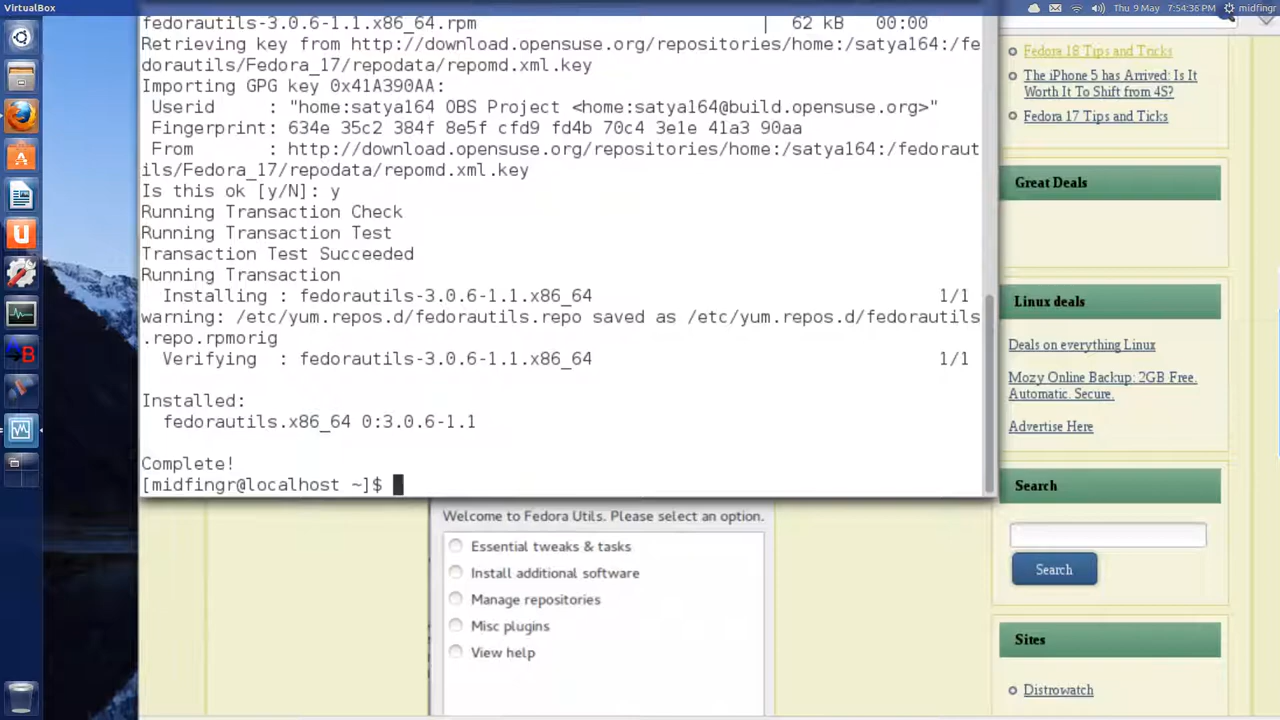 VirtualBox
Thu 9 May 7:54:36 PM
midfingr
fedorautils-3.0.6-1.1.x86_64.rpm | 62 kB 00:00
Retrieving key from http://download.opensuse.org/repositories/home:/satya164:/fe
dorautils/Fedora_17/repodata/repomd.xml.key
Importing GPG key 0x41A390AA:
Userid : "home:satya164 OBS Project <home:satya164@build.opensuse.org>"
Fingerprint: 634e 35c2 384f 8e5f cfd9 fd4b 70c4 3e1e 41a3 90aa
From : http://download.opensuse.org/repositories/home:/satya164:/fedoraut
ils/Fedora_17/repodata/repomd.xml.key
Is this ok [y/N]: y
Running Transaction Check
Running Transaction Test
Transaction Test Succeeded
Running Transaction
Installing : fedorautils-3.0.6-1.1.x86_64 1/1
warning: /etc/yum.repos.d/fedorautils.repo saved as /etc/yum.repos.d/fedorautils
.repo.rpmorig
Verifying : fedorautils-3.0.6-1.1.x86_64 1/1
Installed:
fedorautils.x86_64 0:3.0.6-1.1
Complete!
[midfingr@localhost ~]$
Welcome to Fedora Utils. Please select an option.
Essential tweaks & tasks
Install additional software
Manage repositories
Misc plugins
View help
Fedora 18 Tips and Tricks
The iPhone 5 has Arrived: Is It
Worth It To Shift from 4S?
Fedora 17 Tips and Ticks
Great Deals
Linux deals
Deals on everything Linux
Mozy Online Backup: 2GB Free.
Automatic. Secure.
Advertise Here
Search
Search
Sites
Distrowatch